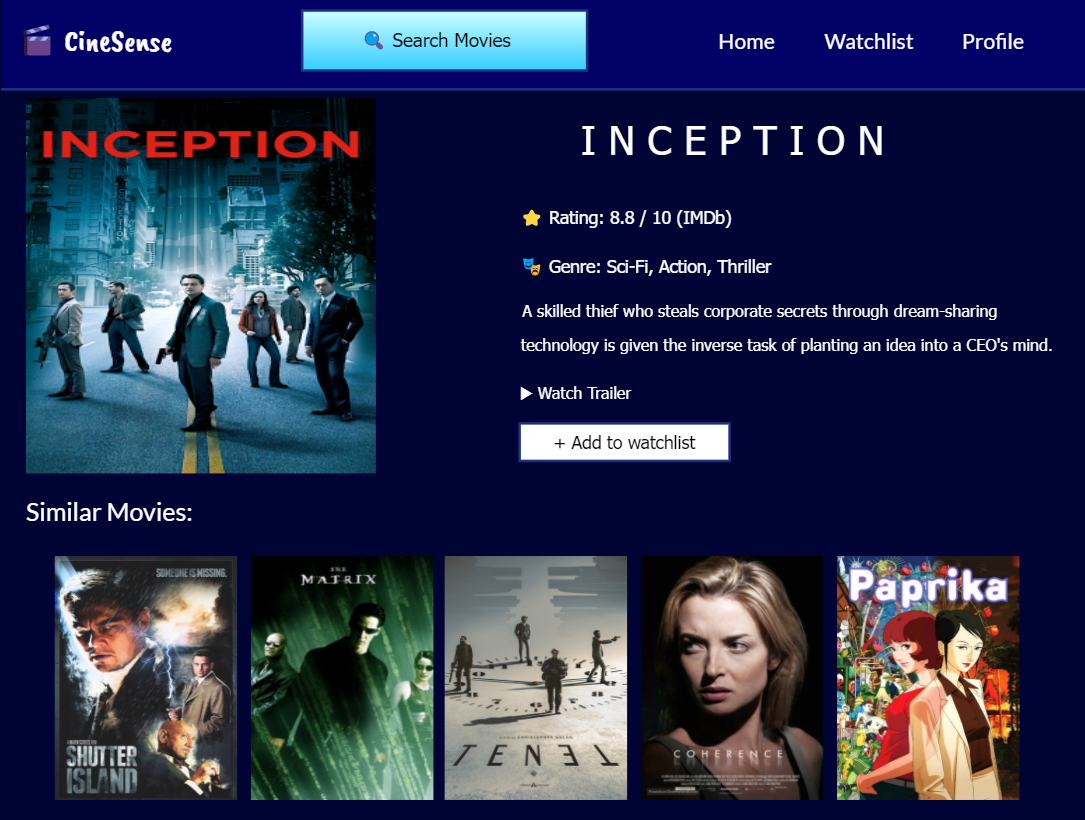 CineSense
Search Movies
Home
Watchlist
Profile
INCEPTION
INCEPTION
Rating: 8.8 / 10 (IMDb)
Genre: Sci-Fi, Action, Thriller
A skilled thief who steals corporate secrets through dream-sharing
technology is given the inverse task of planting an idea into a CEO's mind.
▶ Watch Trailer
+ Add to watchlist
Similar Movies:
SOMEONE IS MISSING.
SHUTTER
ISLAND
THE
MATRIX
TENET
COHERENCE
Paprika